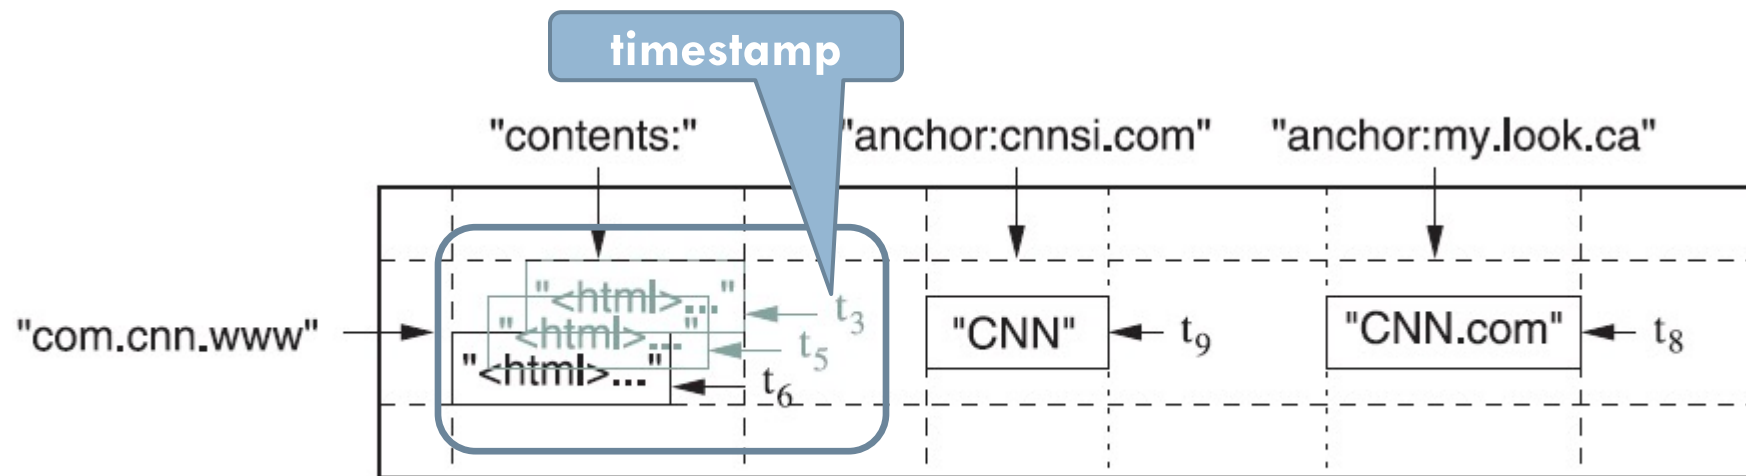 timestamp
"contents:" "anchor:cnnsi.com" "anchor:my.look.ca"
"<html>..." t3
"com.cnn.www" "<html>..." t5 "CNN" t9 "CNN.com" t8
"<html>..." t6